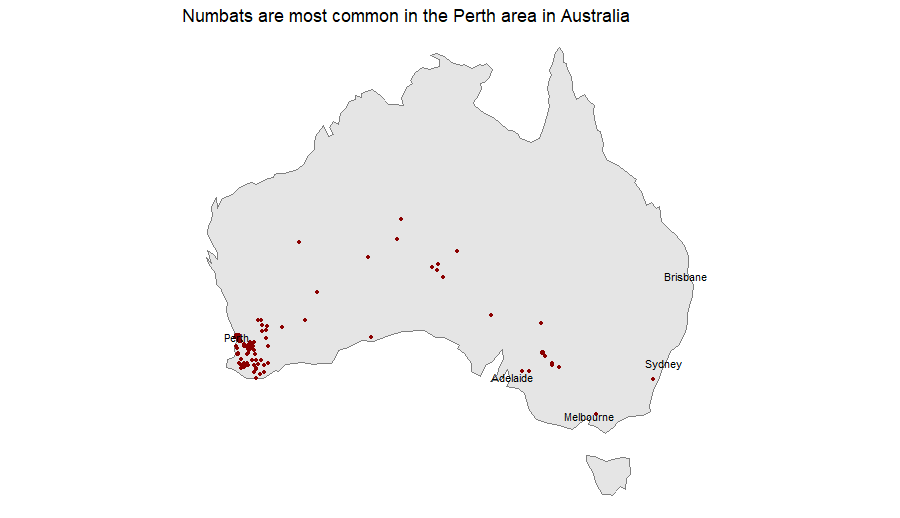 Numbats are most common in the Perth area in Australia
Brisbane
Perth
Sydney
Adelaide
Melbourne